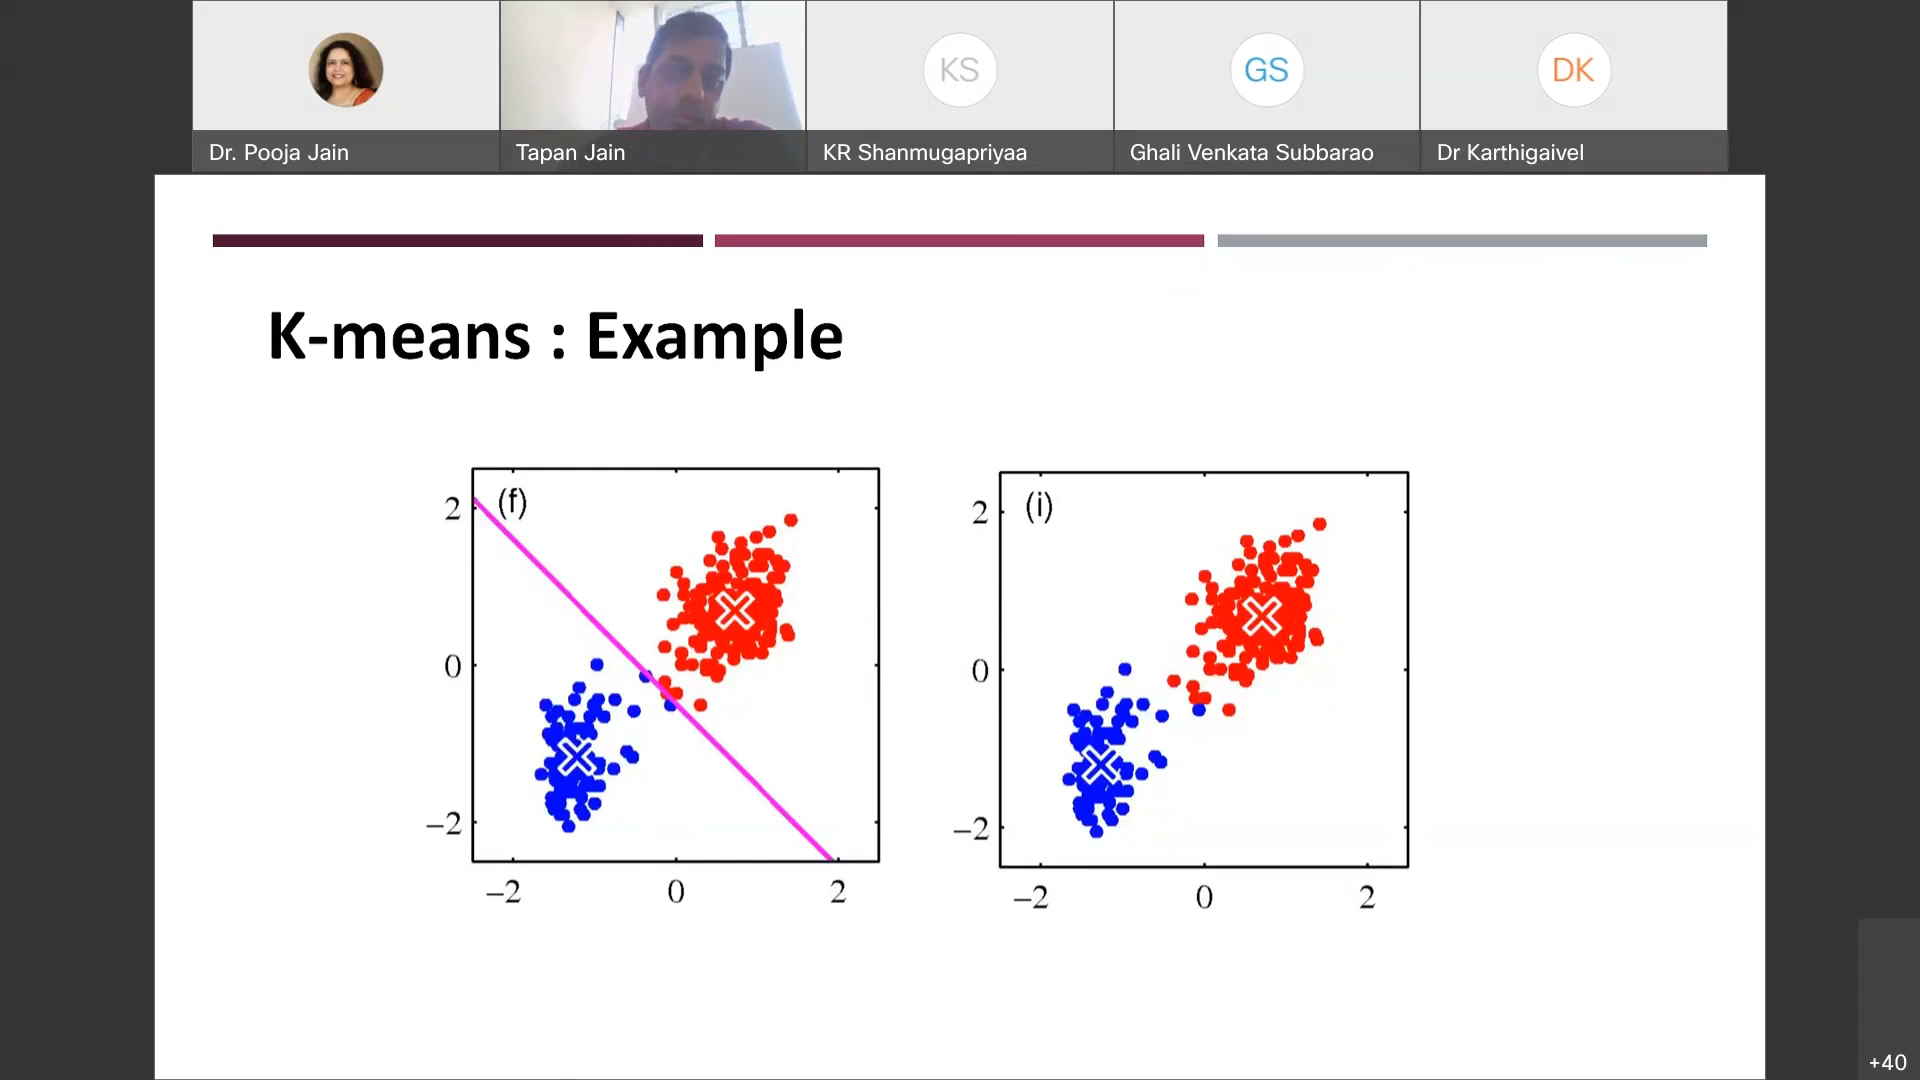 KS
GS
DK
Dr. Pooja Jain
Tapan Jain
KR Shanmugapriyaa
Ghali Venkata Subbarao
Dr Karthigaivel
K-means : Example
(f)
2
0
−2
−2
0
2
(i)
2
0
−2
−2
0
2
+40